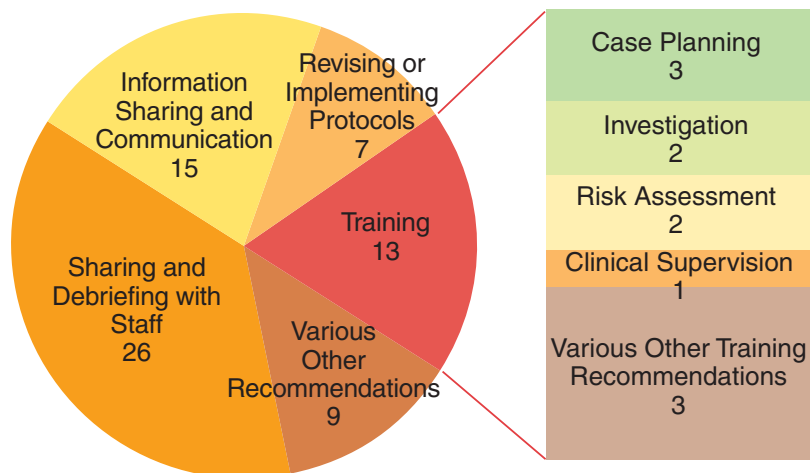 Information
Sharing and
Communication
15
Revising or
Implementing
Protocols
7
Training
13
Sharing and
Debriefing with
Staff
26
Various
Other
Recommendations
9
Case Planning
3
Investigation
2
Risk Assessment
2
Clinical Supervision
1
Various Other Training
Recommendations
3